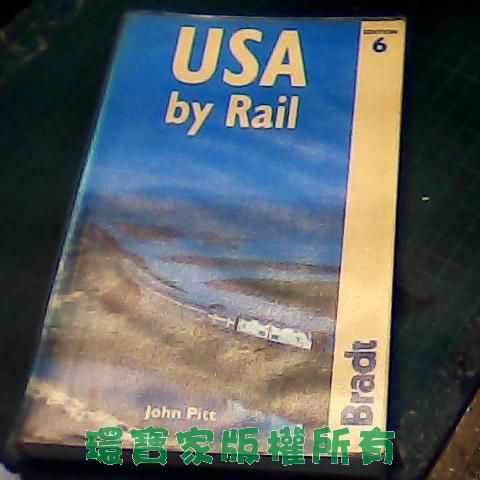 USA
by Rail
EDITION
6
John Pitt
Bradt
環寶家版權所有